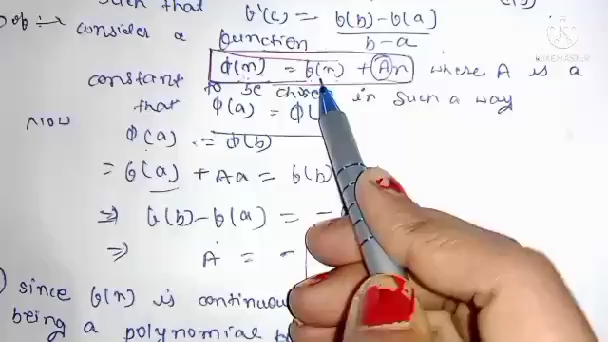 such that f'(c) = f(b) - f(a) / b - a
consider a function
φ(x) = f(x) + Ax where A is a
constant to be chosen in such a way
that φ(a) = φ(
now
φ(a) = φ(b)
= f(a) + Aa = f(b)
⇒ f(b) - f(a) = -
⇒ A = -
since f(x) is continuous
being a polynomial
KINEMASTER